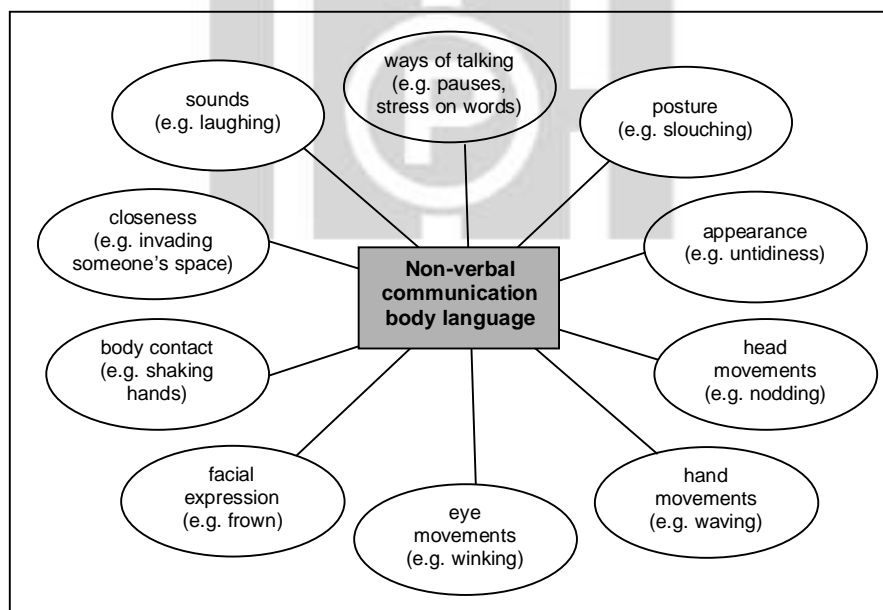 ways of talking
(e.g. pauses,
stress on words)
sounds
(e.g. laughing)
posture
(e.g. slouching)
closeness
(e.g. invading
someone's space)
appearance
(e.g. untidiness)
Non-verbal
communication
body language
body contact
(e.g. shaking
hands)
head
movements
(e.g. nodding)
facial
expression
(e.g. frown)
eye
movements
(e.g. winking)
hand
movements
(e.g. waving)